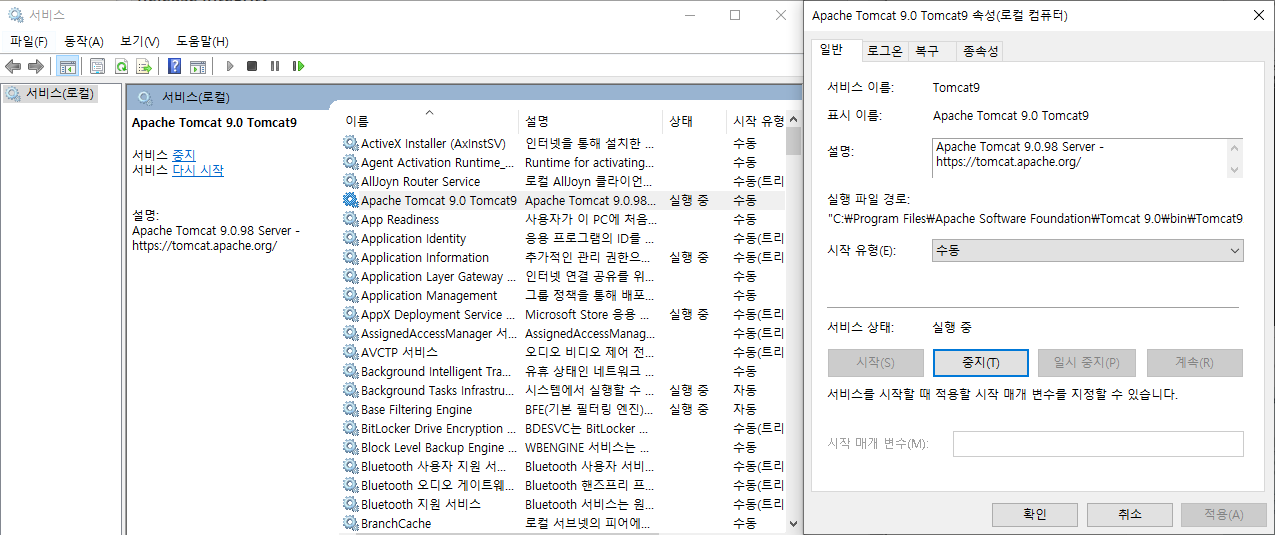 서비스
파일(F) 동작(A) 보기(V) 도움말(H)
서비스(로컬)
서비스(로컬)
Apache Tomcat 9.0 Tomcat9
서비스 중지
서비스 다시 시작
설명:
Apache Tomcat 9.0.98 Server -
https://tomcat.apache.org/
이름 설명 상태 시작 유형
ActiveX Installer (AxInstSV) 인터넷을 통해 설치한 ... 수동
Agent Activation Runtime_... Runtime for activating... 수동
AllJoyn Router Service 로컬 AllJoyn 클라이언... 수동(트리
Apache Tomcat 9.0 Tomcat9 Apache Tomcat 9.0.98... 실행 중 수동
App Readiness 사용자가 이 PC에 처음... 수동
Application Identity 응용 프로그램의 ID를 ... 수동(트리
Application Information 추가적인 관리 권한으... 실행 중 수동(트리
Application Layer Gateway ... 인터넷 연결 공유를 위... 수동
Application Management 그룹 정책을 통해 배포... 수동
AppX Deployment Service ... Microsoft Store 응용 ... 실행 중 수동(트리
AssignedAccessManager 서... AssignedAccessManag... 수동(트리
AVCTP 서비스 오디오 비디오 제어 전... 수동(트리
Background Intelligent Tra... 유휴 상태인 네트워크 ... 수동
Background Tasks Infrastru... 시스템에서 실행할 수 ... 실행 중 자동
Base Filtering Engine BFE(기본 필터링 엔진)... 실행 중 자동
BitLocker Drive Encryption ... BDESVC는 BitLocker ... 수동(트리
Block Level Backup Engine ... WBENGINE 서비스는 ... 수동
Bluetooth 사용자 지원 서... Bluetooth 사용자 서비... 수동(트리
Bluetooth 오디오 게이트웨... Bluetooth 핸즈프리 프... 수동(트리
Bluetooth 지원 서비스 Bluetooth 서비스는 원... 수동(트리
BranchCache 로컬 서브넷의 피어에... 수동
Apache Tomcat 9.0 Tomcat9 속성(로컬 컴퓨터)
일반 로그온 복구 종속성
서비스 이름: Tomcat9
표시 이름: Apache Tomcat 9.0 Tomcat9
설명: Apache Tomcat 9.0.98 Server -
https://tomcat.apache.org/
실행 파일 경로:
"C:₩Program Files₩Apache Software Foundation₩Tomcat 9.0₩bin₩Tomcat9
시작 유형(E): 수동
서비스 상태: 실행 중
시작(S) 중지(T) 일시 중지(P) 계속(R)
서비스를 시작할 때 적용할 시작 매개 변수를 지정할 수 있습니다.
시작 매개 변수(M):
확인 취소 적용(A)